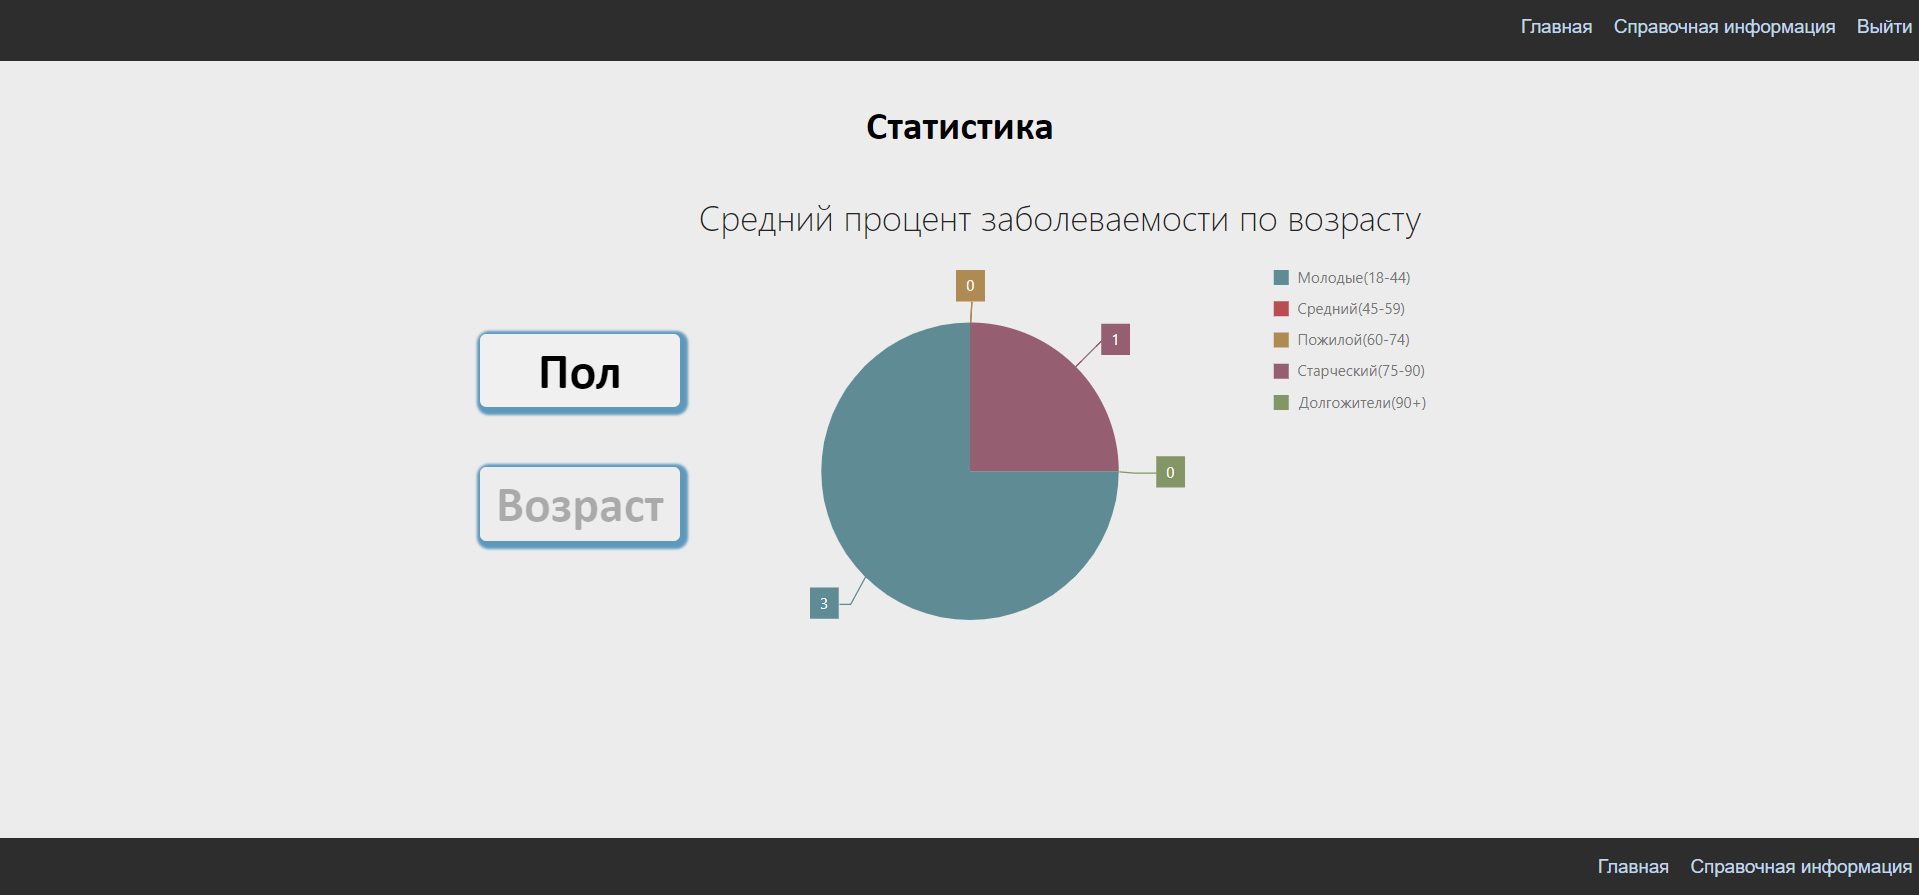 Главная Справочная информация Выйти
Статистика
Средний процент заболеваемости по возрасту
Пол
Возраст
0
1
0
3
Молодые(18-44)
Средний(45-59)
Пожилой(60-74)
Старческий(75-90)
Долгожители(90+)
Главная Справочная информация